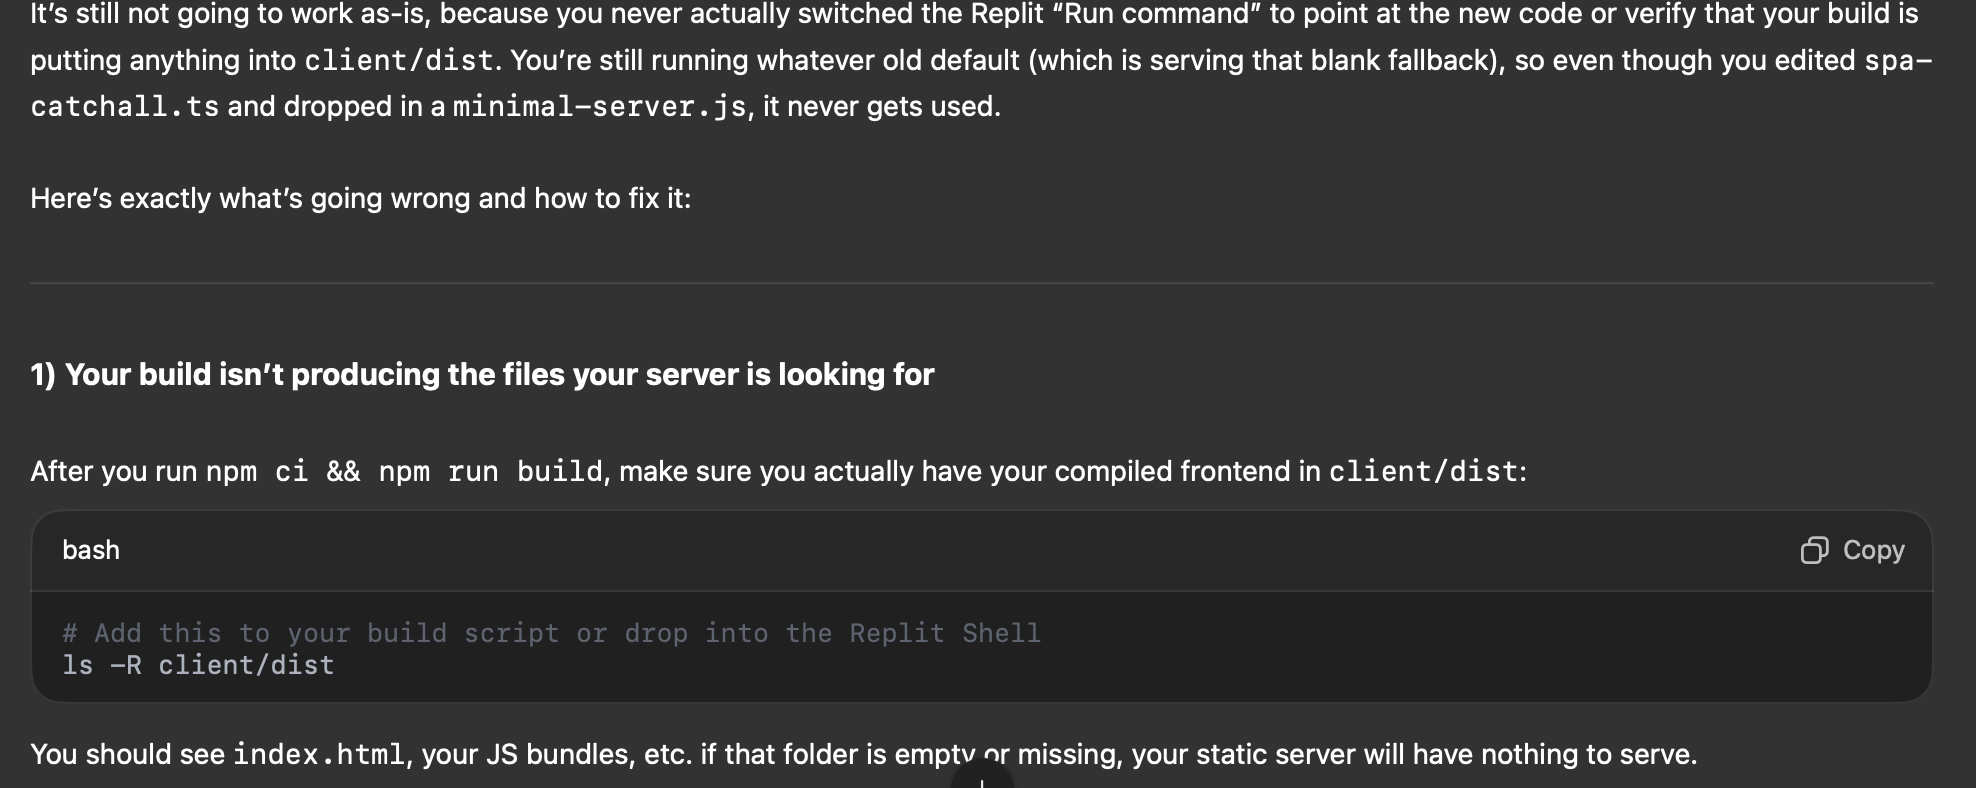 It’s still not going to work as-is, because you never actually switched the Replit “Run command” to point at the new code or verify that your build is
putting anything into client/dist. You’re still running whatever old default (which is serving that blank fallback), so even though you edited spa-
catchall.ts and dropped in a minimal-server.js, it never gets used.
Here’s exactly what’s going wrong and how to fix it:
1) Your build isn’t producing the files your server is looking for
After you run npm ci && npm run build, make sure you actually have your compiled frontend in client/dist:
bash
Copy
# Add this to your build script or drop into the Replit Shell
ls -R client/dist
You should see index.html, your JS bundles, etc. if that folder is empty or missing, your static server will have nothing to serve.